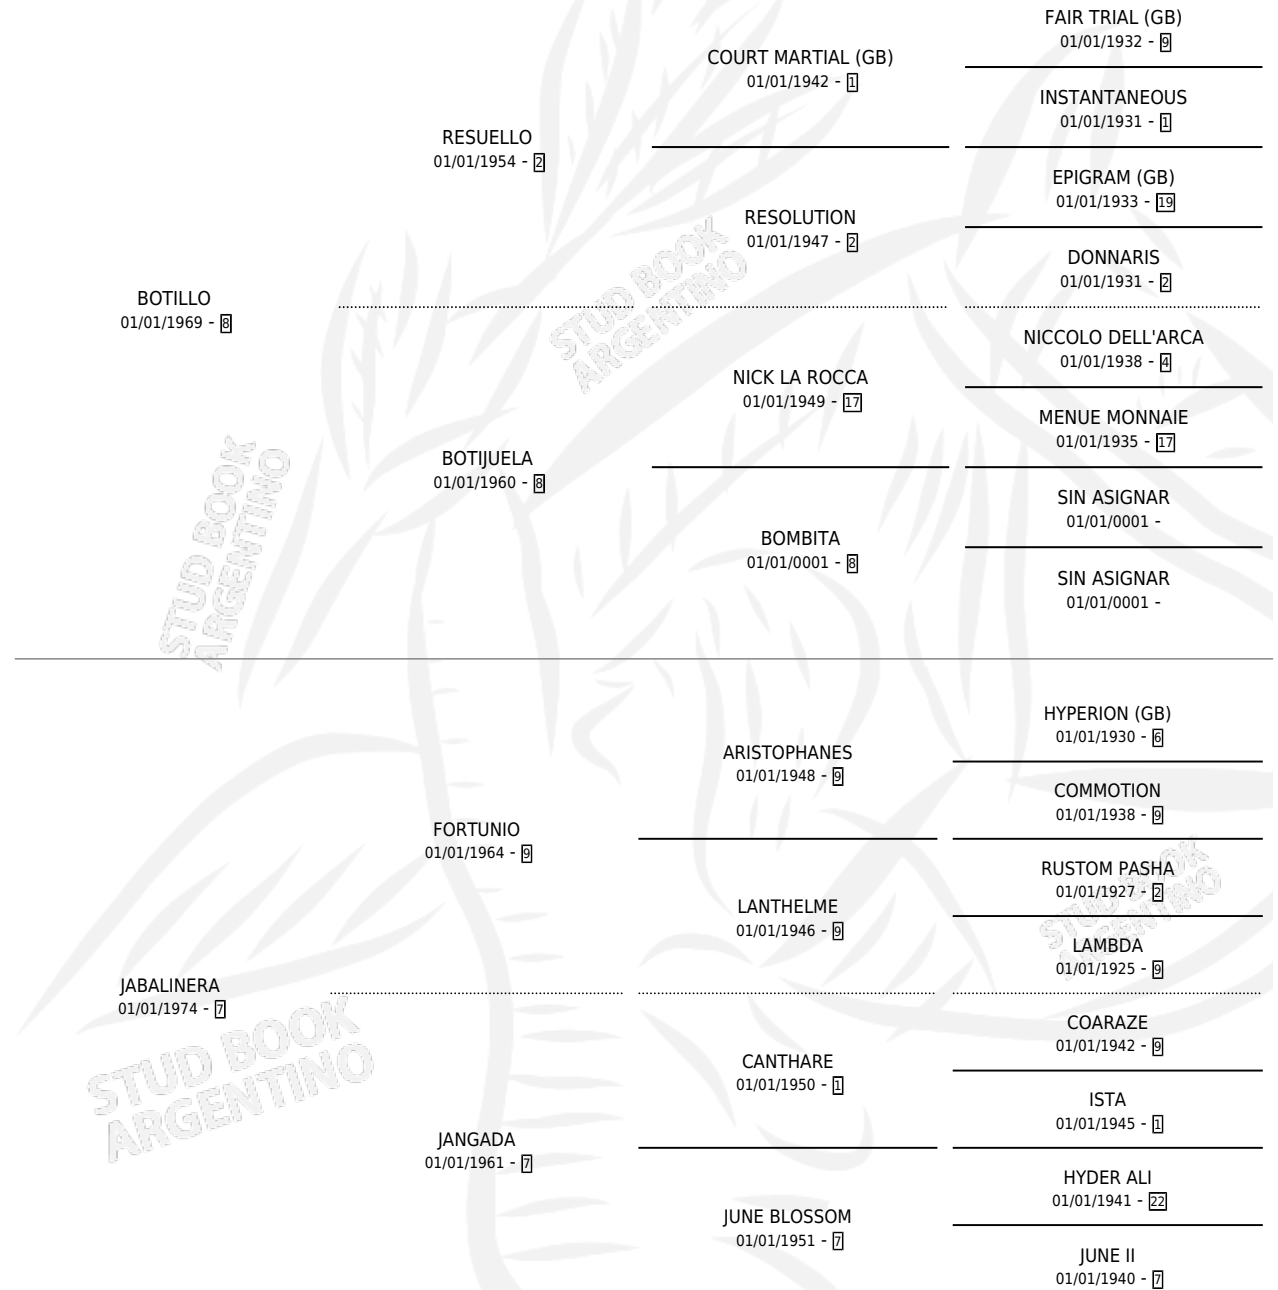 FAIR TRIAL (GB)
01/01/1932 - 9
COURT MARTIAL (GB)
01/01/1942 - 1
INSTANTANEOUS
01/01/1931 - 1
RESUELLO
01/01/1954 - 2
EPIGRAM (GB)
01/01/1933 - 19
RESOLUTION
01/01/1947 - 2
DONNARIS
01/01/1931 - 2
BOTILLO
01/01/1969 - 8
NICCOLO DELL'ARCA
01/01/1938 - 4
NICK LA ROCCA
01/01/1949 - 17
MENUE MONNAIE
01/01/1935 - 17
BOTIJUELA
01/01/1960 - 8
SIN ASIGNAR
01/01/0001 -
BOMBITA
01/01/0001 - 8
SIN ASIGNAR
01/01/0001 -
HYPERION (GB)
01/01/1930 - 6
ARISTOPHANES
01/01/1948 - 9
COMMOTION
01/01/1938 - 9
FORTUNIO
01/01/1964 - 9
RUSTOM PASHA
01/01/1927 - 2
LANTHELME
01/01/1946 - 9
LAMBDA
01/01/1925 - 9
JABALINERA
01/01/1974 - 7
COARAZE
01/01/1942 - 9
CANTHARE
01/01/1950 - 1
ISTA
01/01/1945 - 1
JANGADA
01/01/1961 - 7
HYDER ALI
01/01/1941 - 22
JUNE BLOSSOM
01/01/1951 - 7
JUNE II
01/01/1940 - 7
STUD BOOK
ARGENTINO
STUD BOOK
ARGENTINO
STUD BOOK
ARGENTINO
STUD BOOK
ARGENTINO